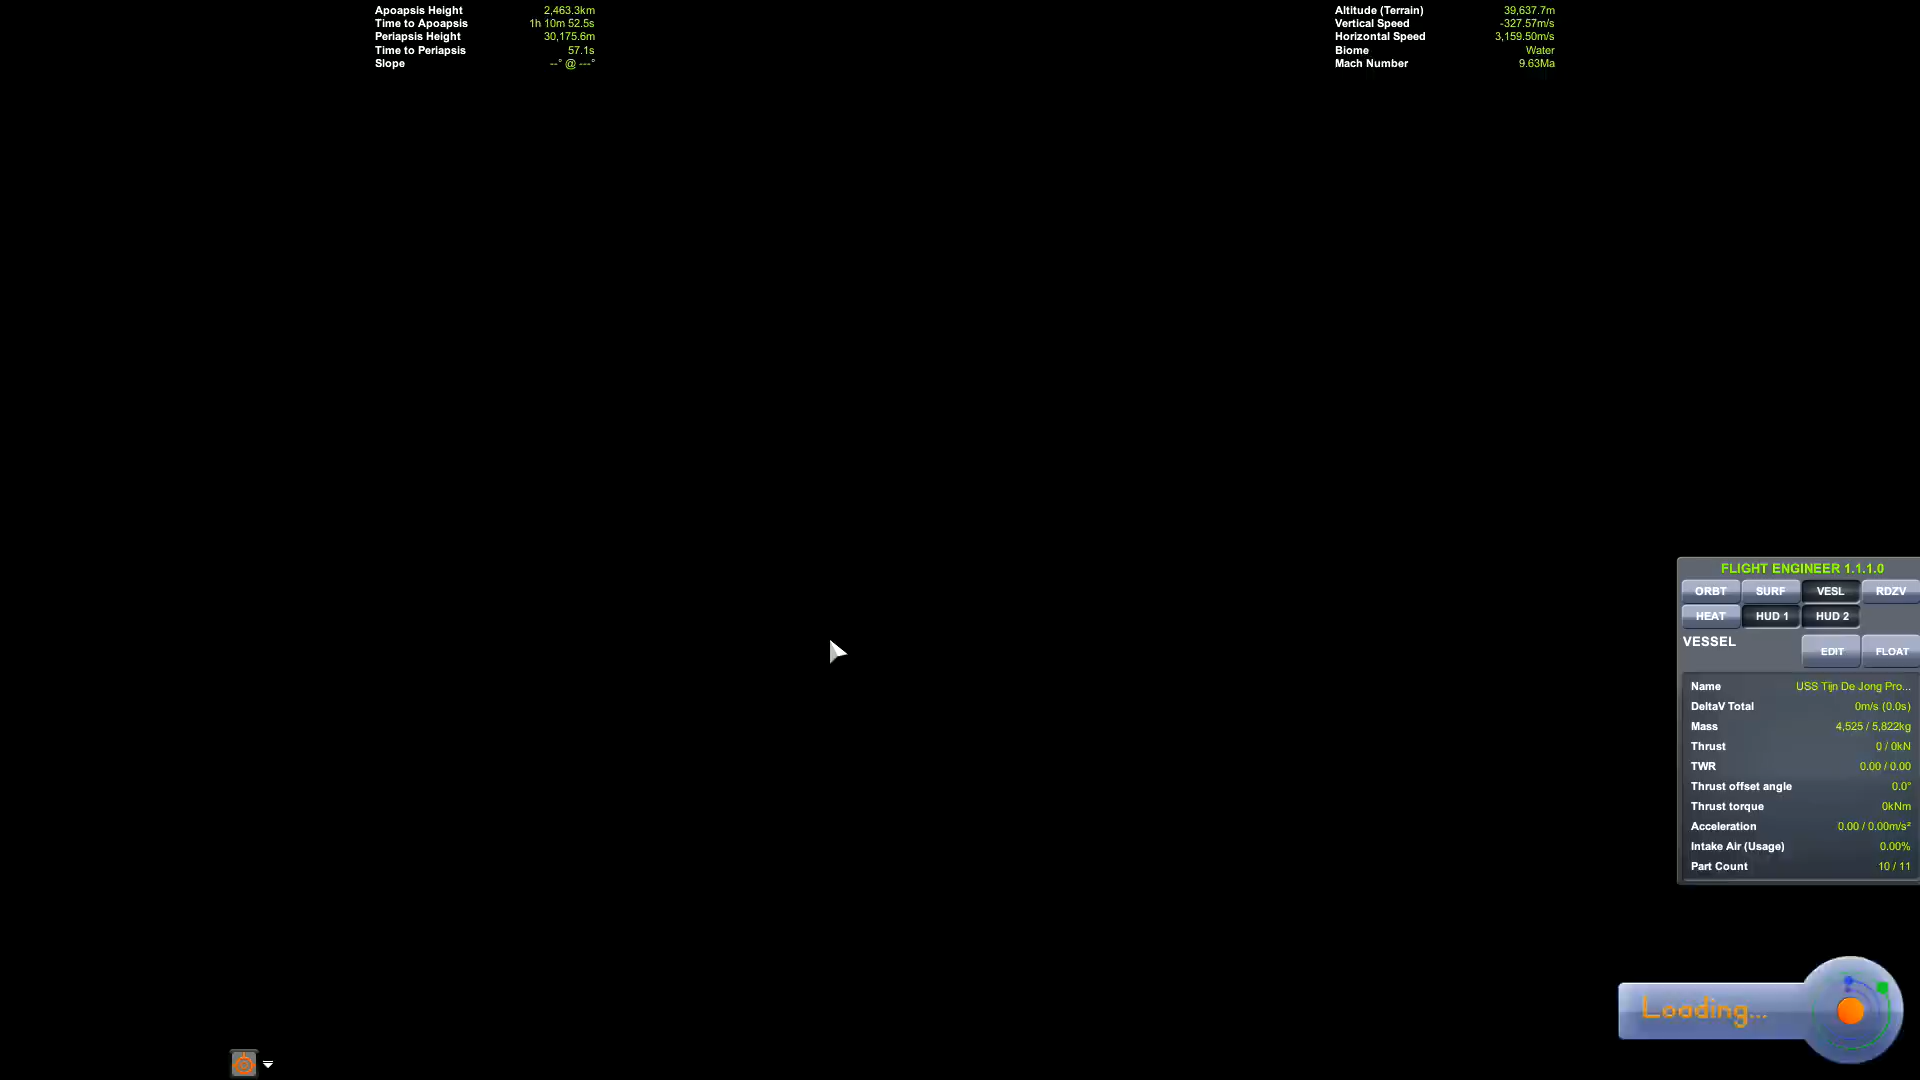 Apoapsis Height 2,463.3km
Time to Apoapsis 1h 10m 52.5s
Periapsis Height 30,175.6m
Time to Periapsis 57.1s
Slope --° @ ---°
Altitude (Terrain) 39,637.7m
Vertical Speed -327.57m/s
Horizontal Speed 3,159.50m/s
Biome Water
Mach Number 9.63Ma
FLIGHT ENGINEER 1.1.1.0
ORBT SURF VESL RDZV
HEAT HUD 1 HUD 2
VESSEL EDIT FLOAT
Name USS Tijn De Jong Pro...
DeltaV Total 0m/s (0.0s)
Mass 4,525 / 5,822kg
Thrust 0 / 0kN
TWR 0.00 / 0.00
Thrust offset angle 0.0°
Thrust torque 0kNm
Acceleration 0.00 / 0.00m/s²
Intake Air (Usage) 0.00%
Part Count 10 / 11
Loading...